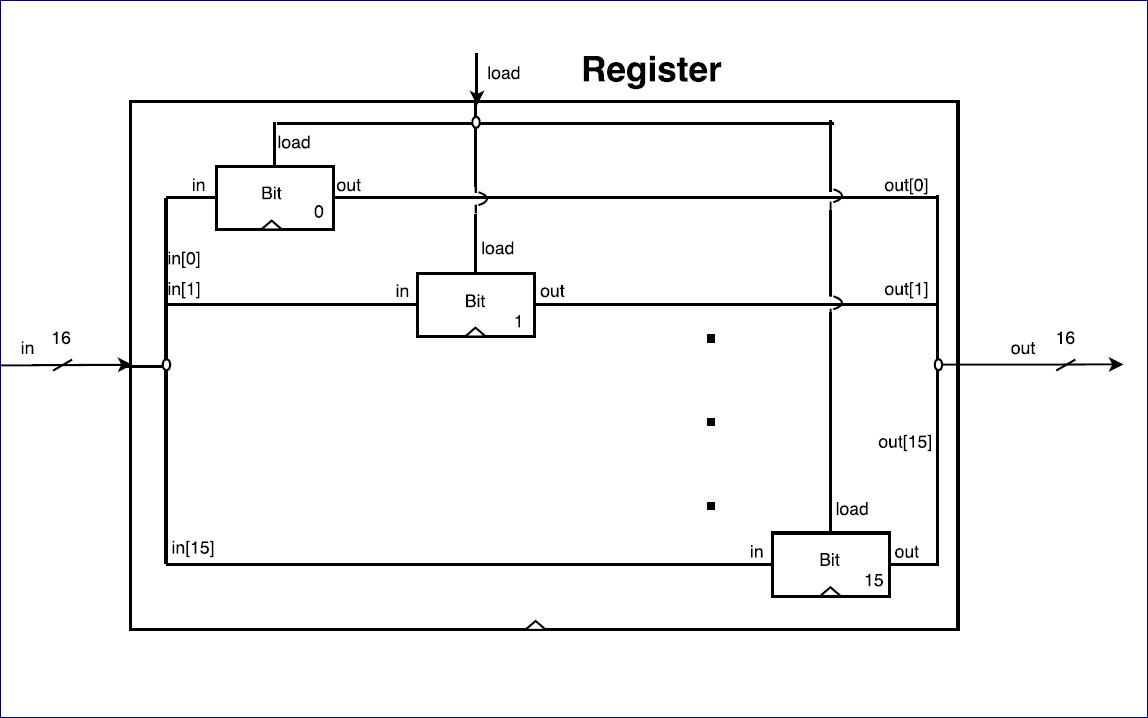 load
Register
load
in
Bit
out
out[0]
0
in[0]
load
in[1]
in
Bit
out
out[1]
1
in
16
out
16
out[15]
load
in[15]
in
Bit
out
15